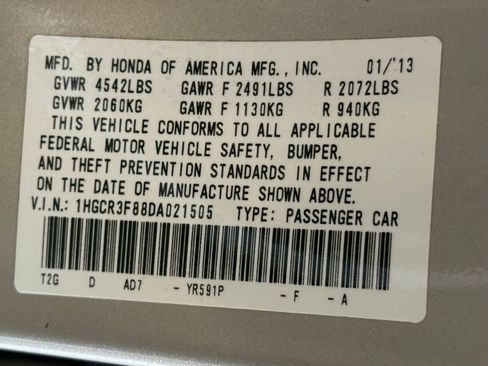 MFD. BY HONDA OF AMERICA MFG., INC. 01/'13
GVWR 4542LBS GAWR F 2491LBS R 2072LBS
GVWR 2060KG GAWR F 1130KG R 940KG
THIS VEHICLE CONFORMS TO ALL APPLICABLE
FEDERAL MOTOR VEHICLE SAFETY, BUMPER,
AND THEFT PREVENTION STANDARDS IN EFFECT
ON THE DATE OF MANUFACTURE SHOWN ABOVE.
V.I.N.: 1HGCR3F88DA021505 TYPE: PASSENGER CAR
T2G D AD7 - YR591P - F - A